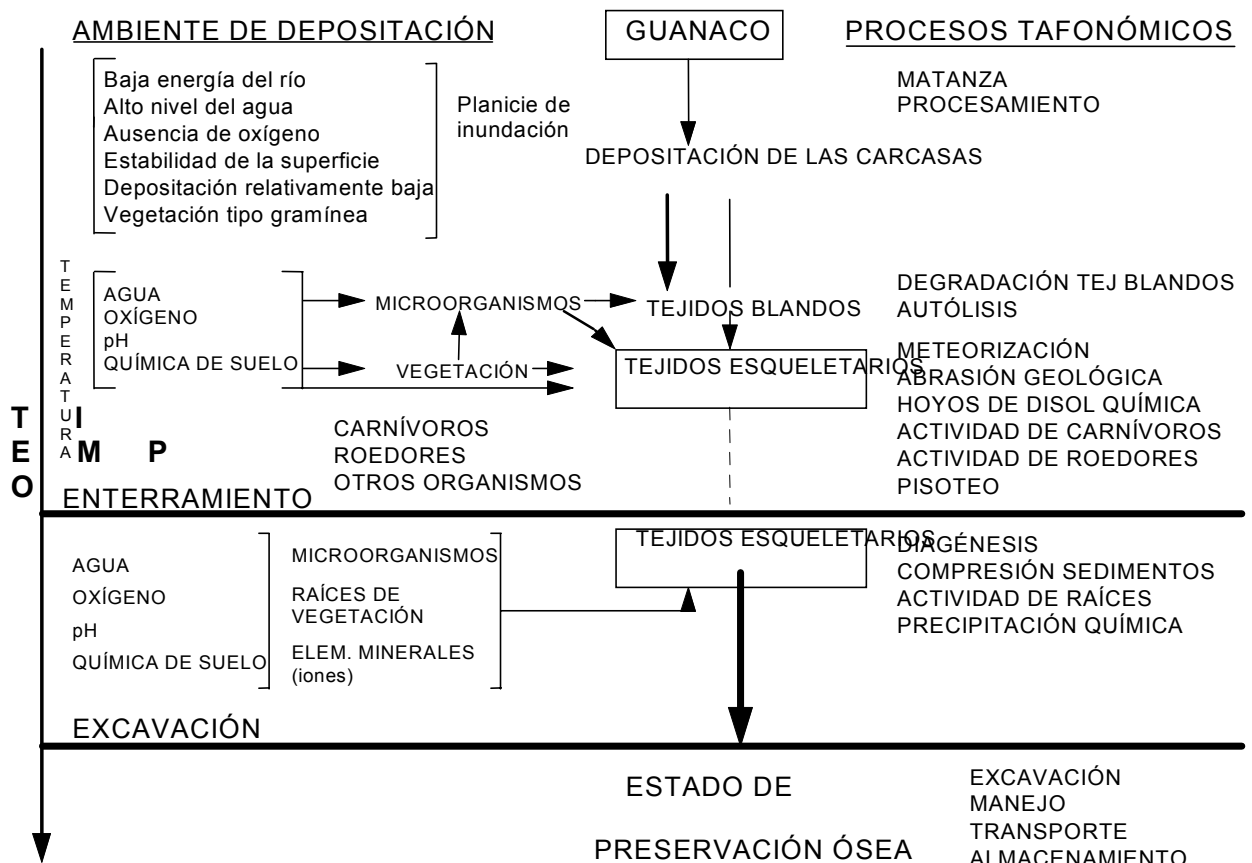 AMBIENTE DE DEPOSITACIÓN
GUANACO
PROCESOS TAFONÓMICOS
Baja energía del río
Alto nivel del agua
Ausencia de oxígeno
Estabilidad de la superficie
Depositación relativamente baja
Vegetación tipo gramínea
Planicie de
inundación
MATANZA
PROCESAMIENTO
DEPOSITACIÓN DE LAS CARCASAS
TEMPERATURA
AGUA
OXÍGENO
pH
QUÍMICA DE SUELO
MICROORGANISMOS
VEGETACIÓN
TEJIDOS BLANDOS
TEJIDOS ESQUELETARIOS
DEGRADACIÓN TEJ BLANDOS
AUTÓLISIS
METEORIZACIÓN
ABRASIÓN GEOLÓGICA
HOYOS DE DISOL QUÍMICA
ACTIVIDAD DE CARNÍVOROS
ACTIVIDAD DE ROEDORES
PISOTEO
CARNÍVOROS
ROEDORES
OTROS ORGANISMOS
T I
E M P
O
ENTERRAMIENTO
AGUA
OXÍGENO
pH
QUÍMICA DE SUELO
MICROORGANISMOS
RAÍCES DE
VEGETACIÓN
ELEM. MINERALES
(iones)
TEJIDOS ESQUELETARIOS
DIAGÉNESIS
COMPRESIÓN SEDIMENTOS
ACTIVIDAD DE RAÍCES
PRECIPITACIÓN QUÍMICA
EXCAVACIÓN
ESTADO DE
PRESERVACIÓN ÓSEA
EXCAVACIÓN
MANEJO
TRANSPORTE
ALMACENAMIENTO